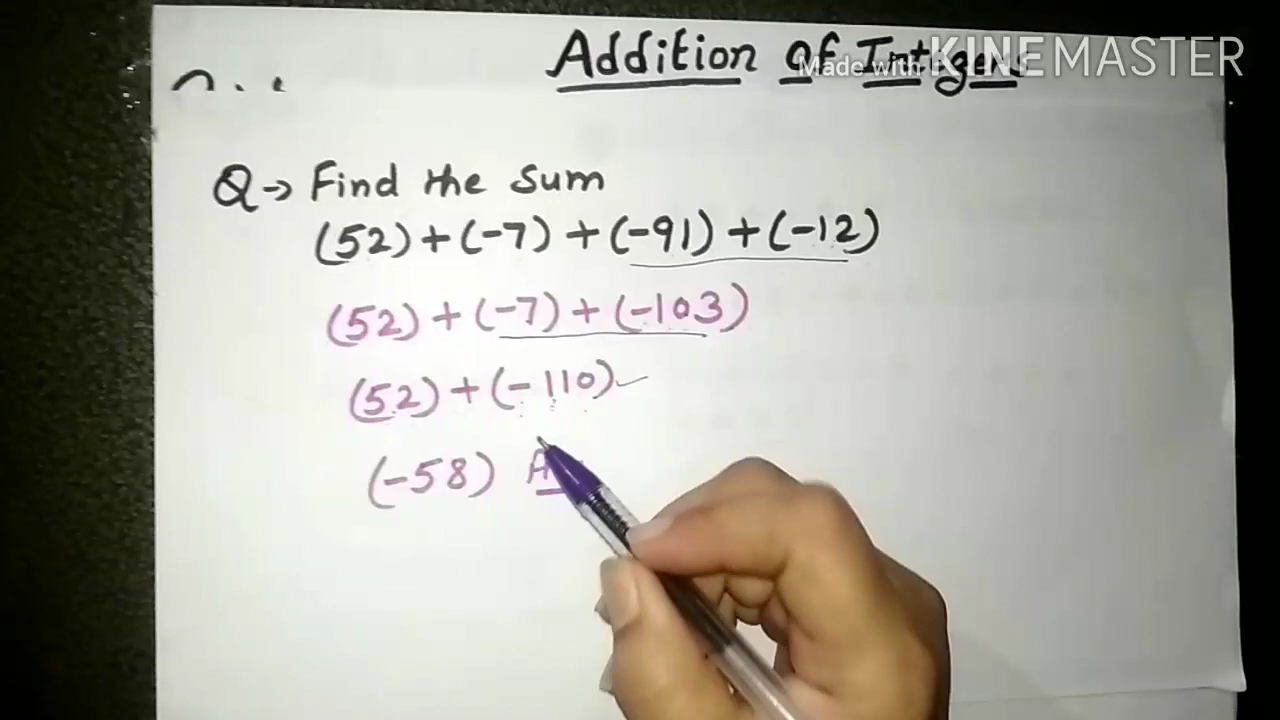 Addition of Integers
Made with KINEMASTER
Q→ Find the Sum
(52)+(-7)+(-91)+(-12)
(52)+(-7)+(-103)
(52)+(-110)
(-58)